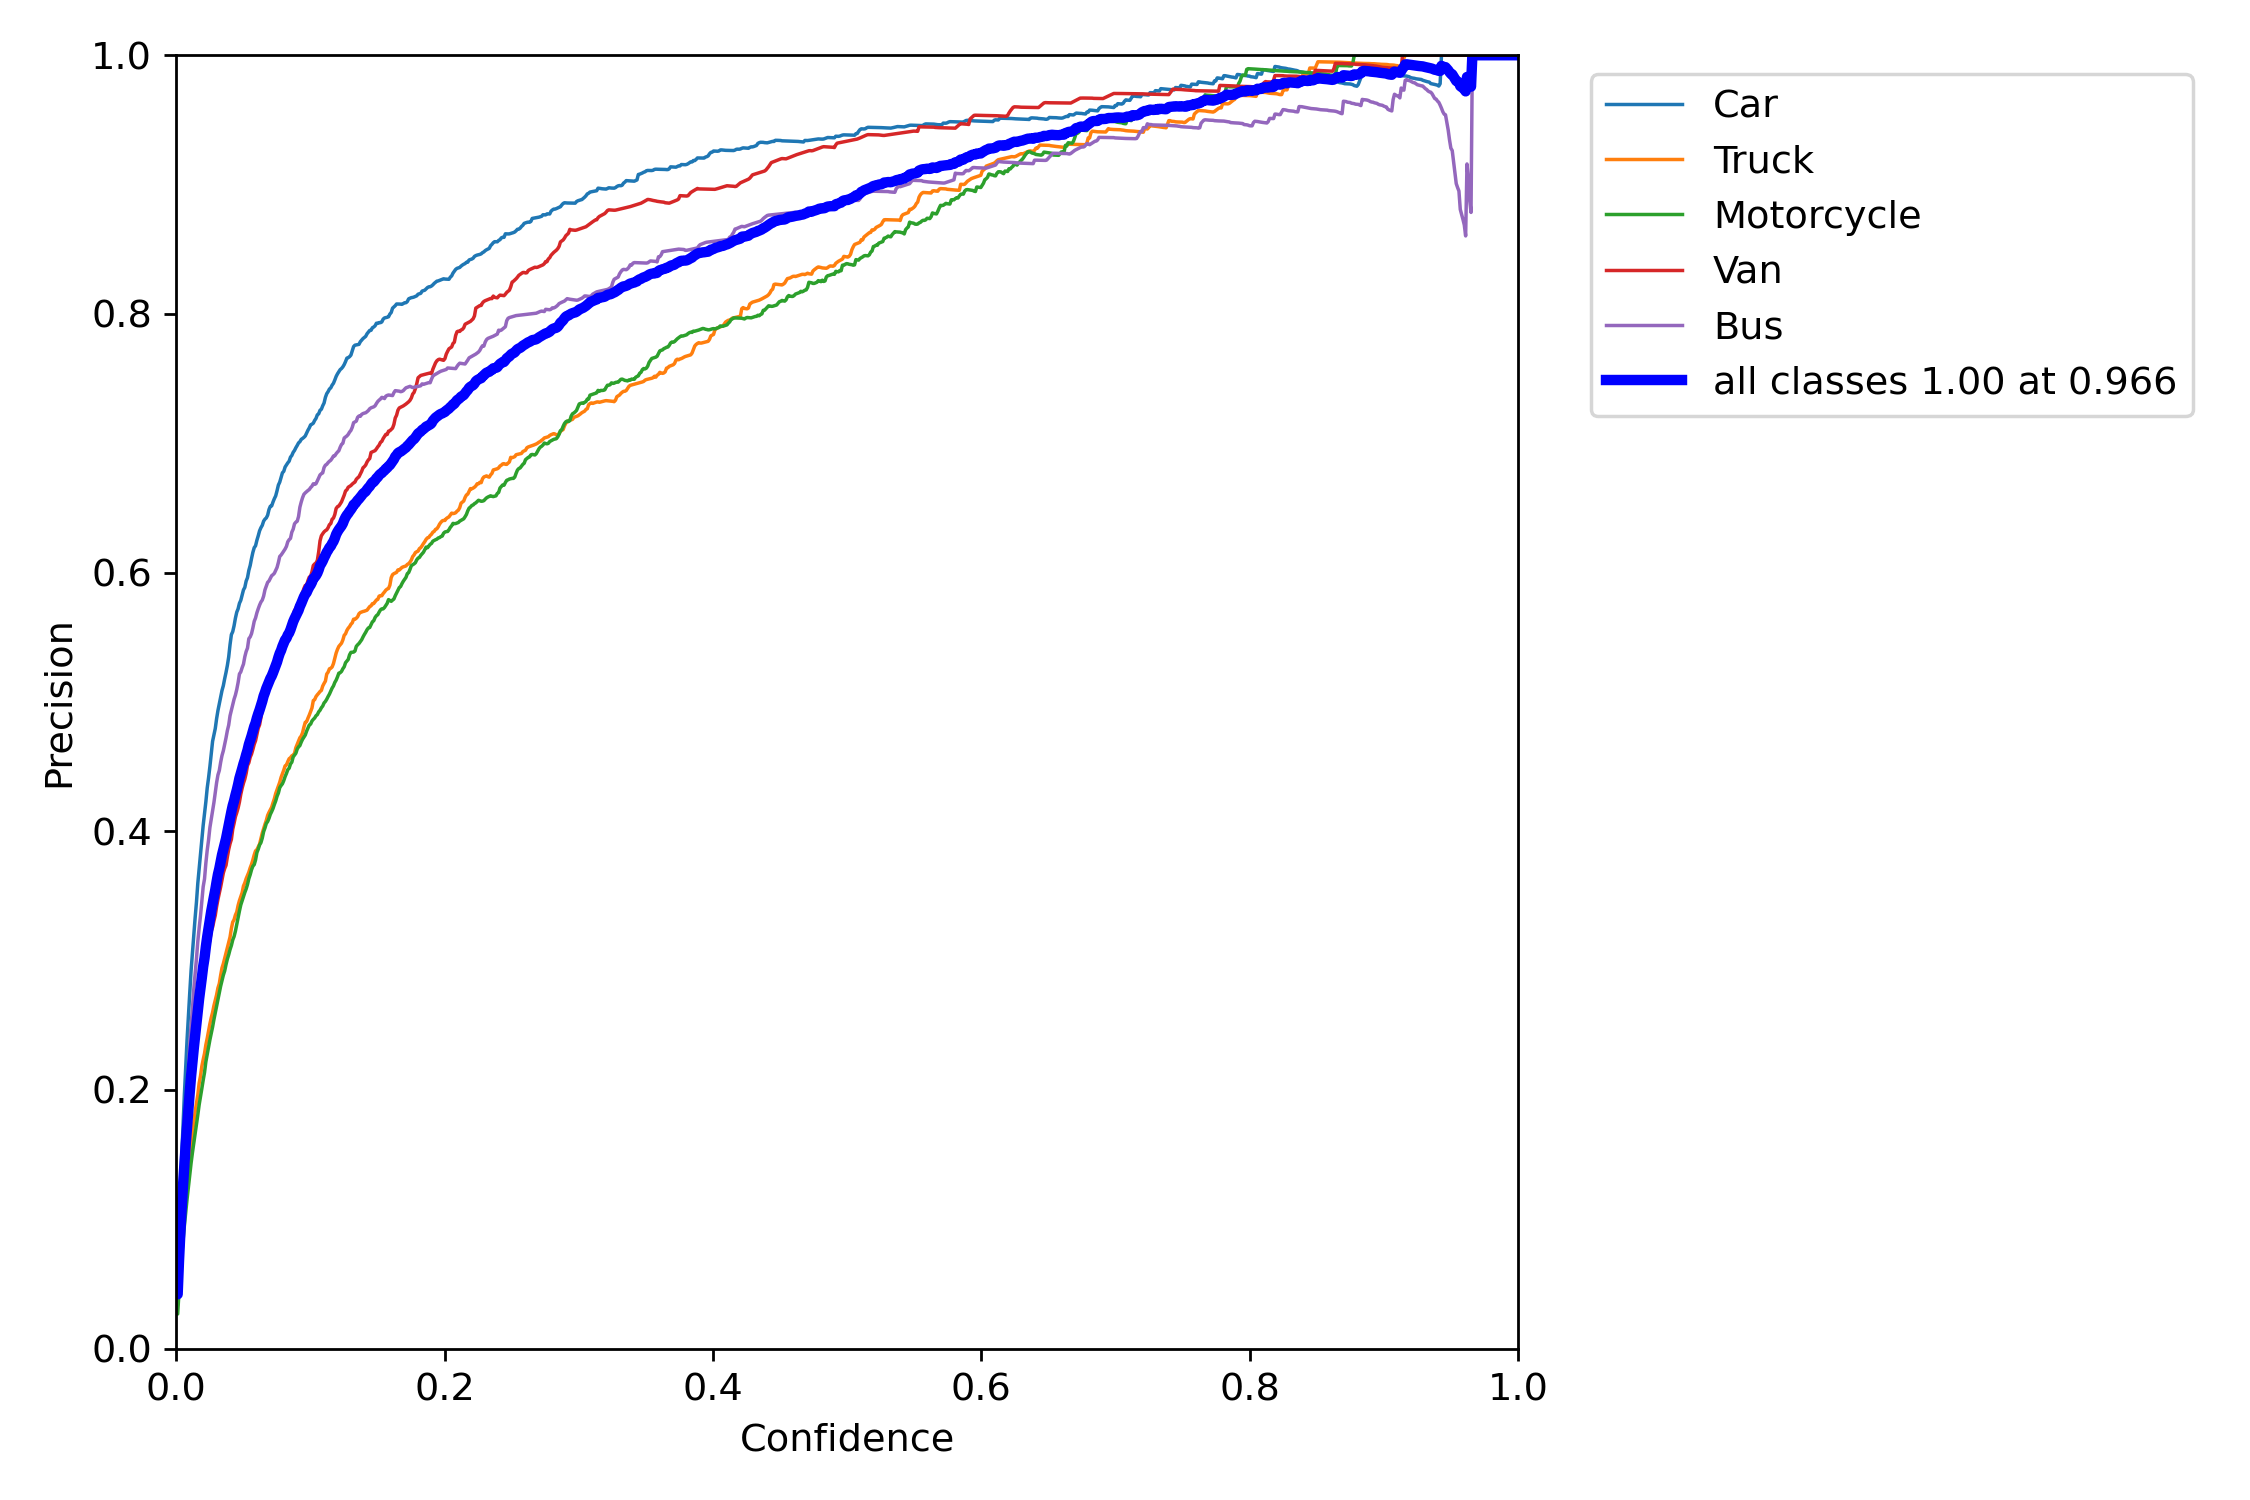 1.0
0.8
0.6
0.4
0.2
0.0
Precision
0.0 0.2 0.4 0.6 0.8 1.0
Confidence
Car
Truck
Motorcycle
Van
Bus
all classes 1.00 at 0.966